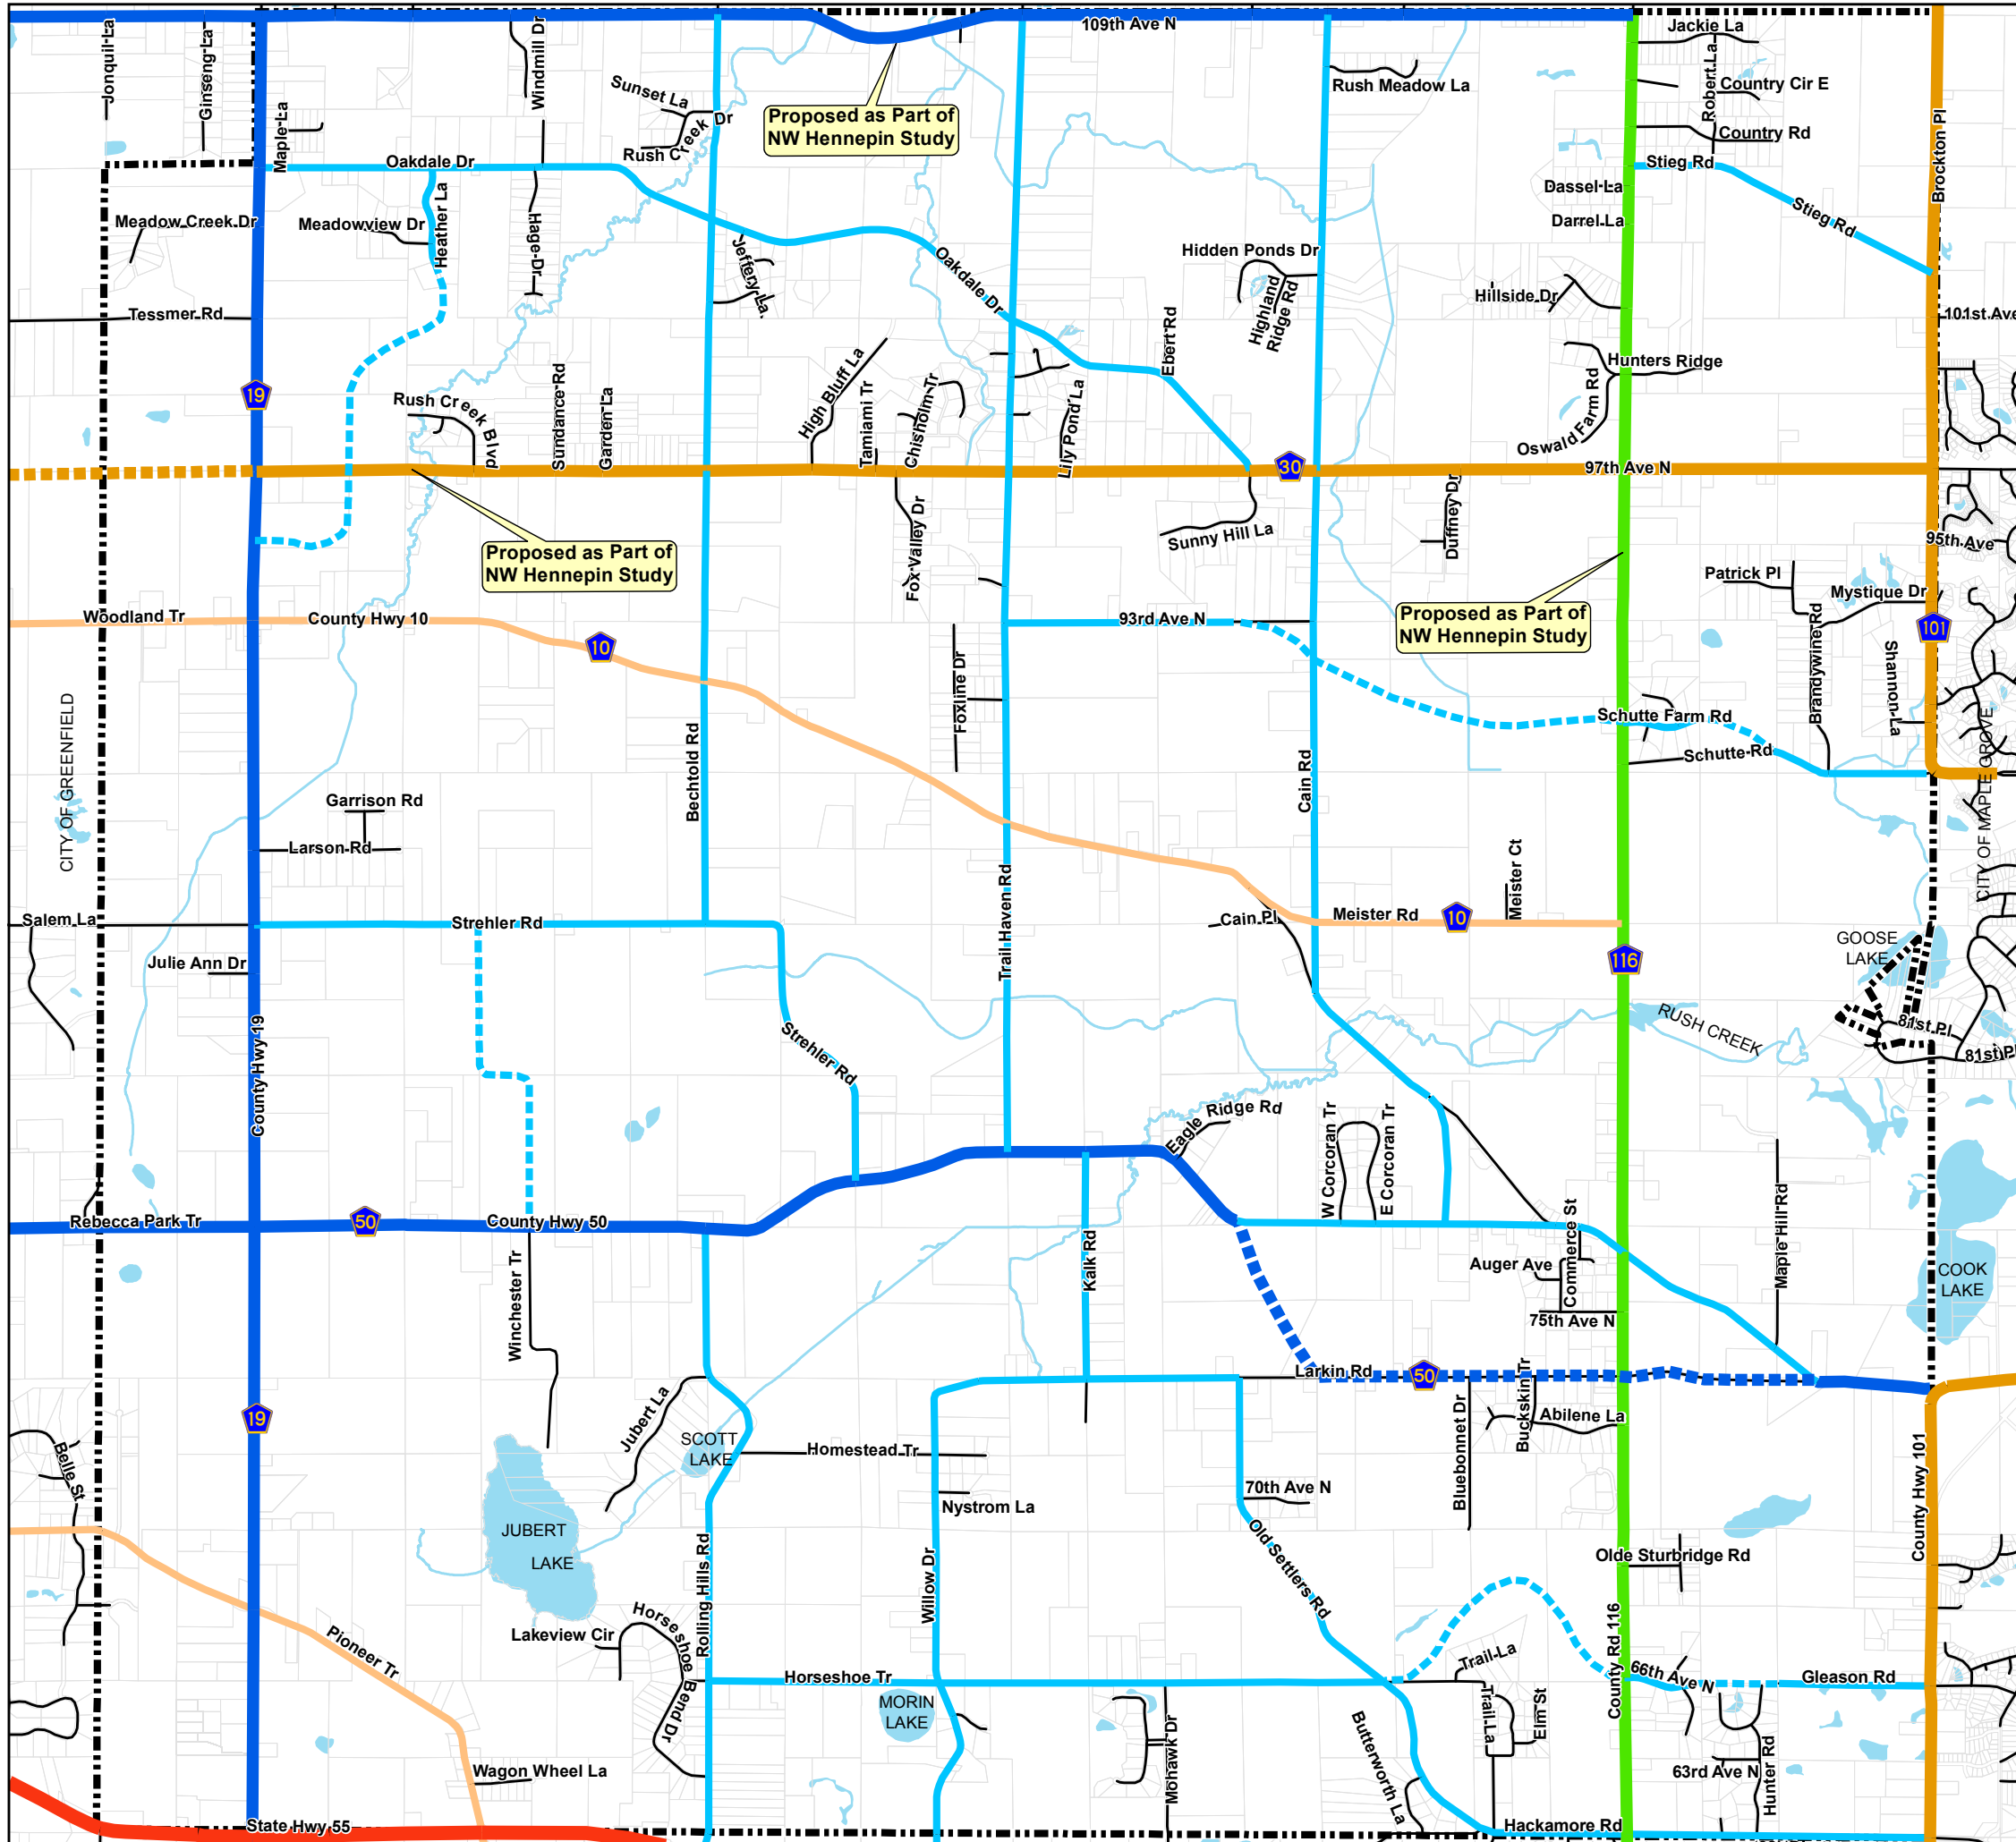 109th Ave N
Jonquil La
Ginseng La
Maple La
Windmill Dr
Sunset La
Rush Creek Dr
Proposed as Part of
NW Hennepin Study
Rush Meadow La
Jackie La
Robert La
Country Cir E
Country Rd
Brockton Pl
Oakdale Dr
Stieg Rd
Stieg Rd
Dassel La
Darrel La
Meadow Creek Dr
Meadowview Dr
Heather La
Hage Dr
Jeffery La
Oakdale Dr
Hidden Ponds Dr
Highland
Ridge Rd
Hillside Dr
Tessmer Rd
101st Ave
Ebert Rd
Hunters Ridge
Oswald Farm Rd
19
Rush Creek Blvd
Sundance Rd
Garden La
High Bluff La
Tamiami Tr
Chisholm Tr
Lily Pond La
30
97th Ave N
Proposed as Part of
NW Hennepin Study
Fox Valley Dr
Sunny Hill La
Duffney Dr
95th Ave
Patrick Pl
Mystique Dr
Proposed as Part of
NW Hennepin Study
Woodland Tr
County Hwy 10
10
93rd Ave N
101
Brandywine Rd
Shannon La
Foxline Dr
CITY OF GREENFIELD
Bechtold Rd
Cain Rd
Schutte Farm Rd
Schutte Rd
CITY OF MAPLE GROVE
Garrison Rd
Larson Rd
Meister Ct
Salem La
Strehler Rd
Trail Haven Rd
Cain Pl
Meister Rd
10
GOOSE
LAKE
Julie Ann Dr
116
County Hwy 19
Strehler Rd
RUSH CREEK
81st Pl
81st Pl
Eagle Ridge Rd
W Corcoran Tr
E Corcoran Tr
Rebecca Park Tr
50
County Hwy 50
Commerce St
Maple Hill Rd
Winchester Tr
Kalk Rd
Auger Ave
75th Ave N
COOK
LAKE
Larkin Rd
50
19
Jubert La
SCOTT
LAKE
Homestead Tr
Bluebonnet Dr
Buckskin Tr
Abilene La
County Hwy 101
Belle St
70th Ave N
Nystrom La
JUBERT
LAKE
Rolling Hills Rd
Willow Dr
Old Settlers Rd
Olde Sturbridge Rd
Pioneer Tr
Lakeview Cir
Horseshoe Bend Dr
Horseshoe Tr
Trail La
County Rd 116
66th Ave N
Gleason Rd
MORIN
LAKE
Mohawk Dr
Butterworth La
Trail La
Elm St
63rd Ave N
Hunter Rd
Wagon Wheel La
State Hwy 55
Hackamore Rd